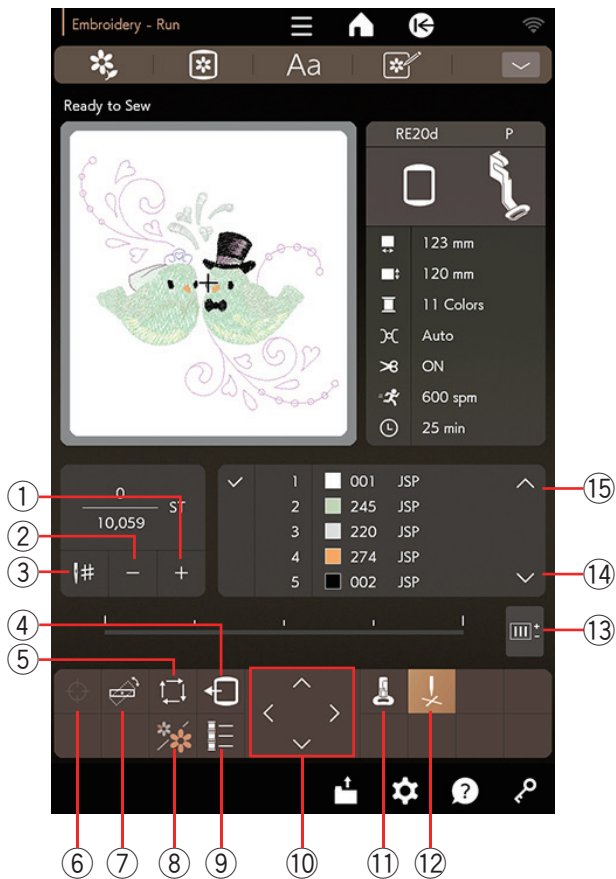 Embroidery - Run
Aa
Ready to Sew
RE20d P
123 mm
120 mm
11 Colors
Auto
ON
600 spm
25 min
0
10,059
ST
#
− +
1 001 JSP
2 245 JSP
3 220 JSP
4 274 JSP
5 002 JSP
?
①
②
③
④
⑤
⑥ ⑦ ⑧ ⑨ ⑩ ⑪ ⑫
⑬
⑭
⑮